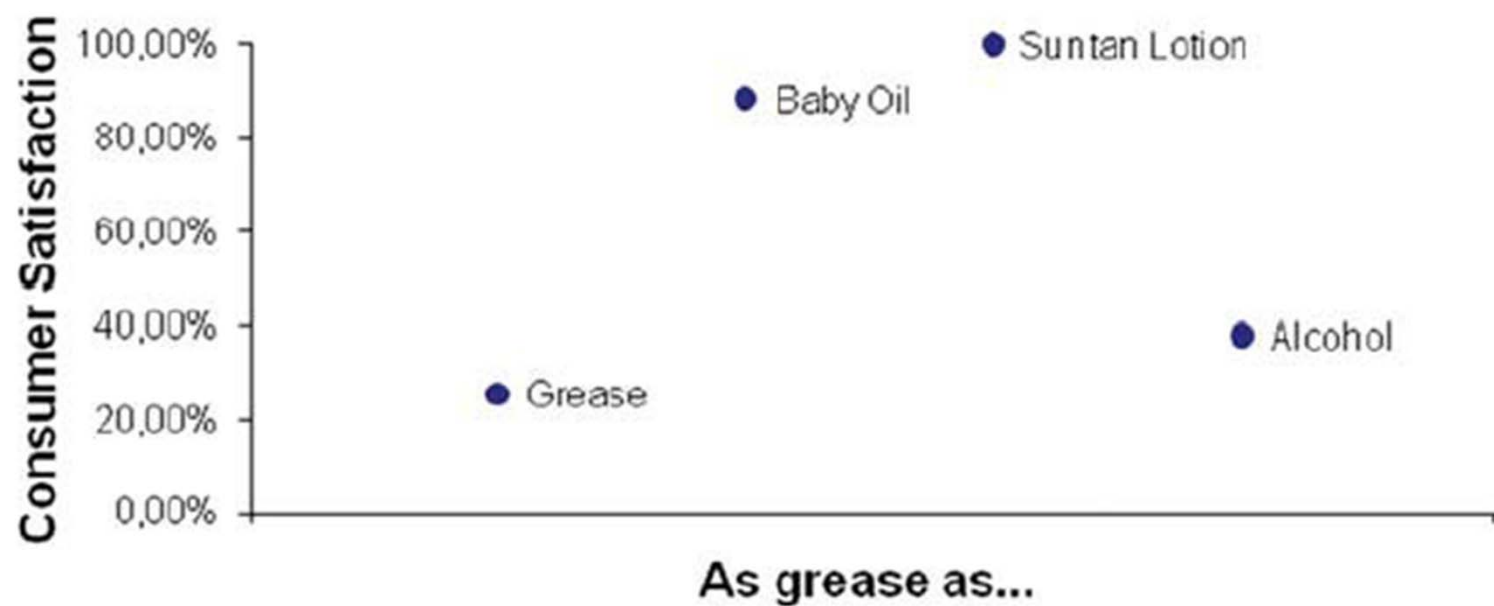 Consumer Satisfaction
100,00%
Suntan Lotion
Baby Oil
80,00%
60,00%
40,00%
Alcohol
Grease
20,00%
0,00%
As grease as...